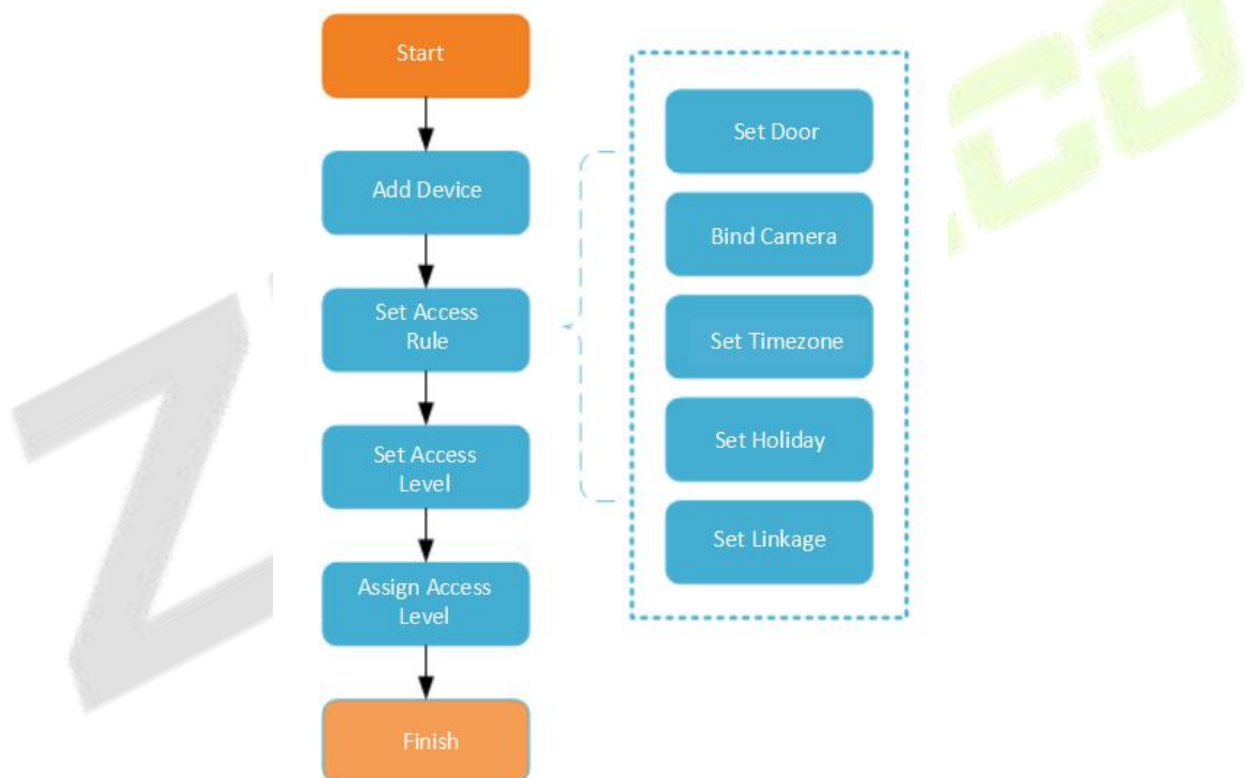 Start
Add Device
Set Access
Rule
Set Access
Level
Assign Access
Level
Finish
Set Door
Bind Camera
Set Timezone
Set Holiday
Set Linkage